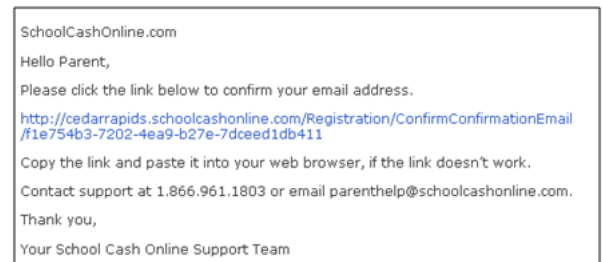 SchoolCashOnline.com
Hello Parent,
Please click the link below to confirm your email address.
http://cedarrapids.schoolcashonline.com/Registration/ConfirmConfirmationEmail
/f1e754b3-7202-4ea9-b27e-7dceed1db411
Copy the link and paste it into your web browser, if the link doesn't work.
Contact support at 1.866.961.1803 or email parenthelp@schoolcashonline.com.
Thank you,
Your School Cash Online Support Team